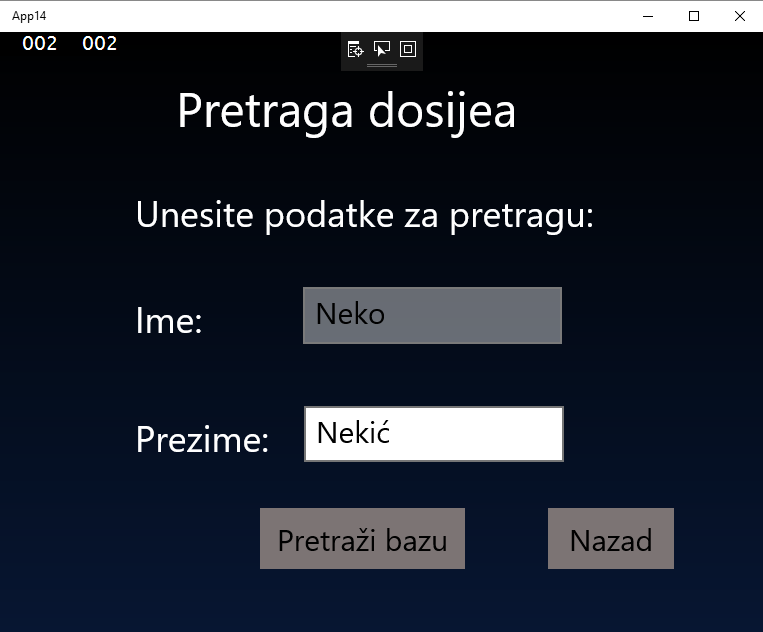 App14
002 002
Pretraga dosijea
Unesite podatke za pretragu:
Ime: Neko
Prezime: Nekić
Pretraži bazu Nazad